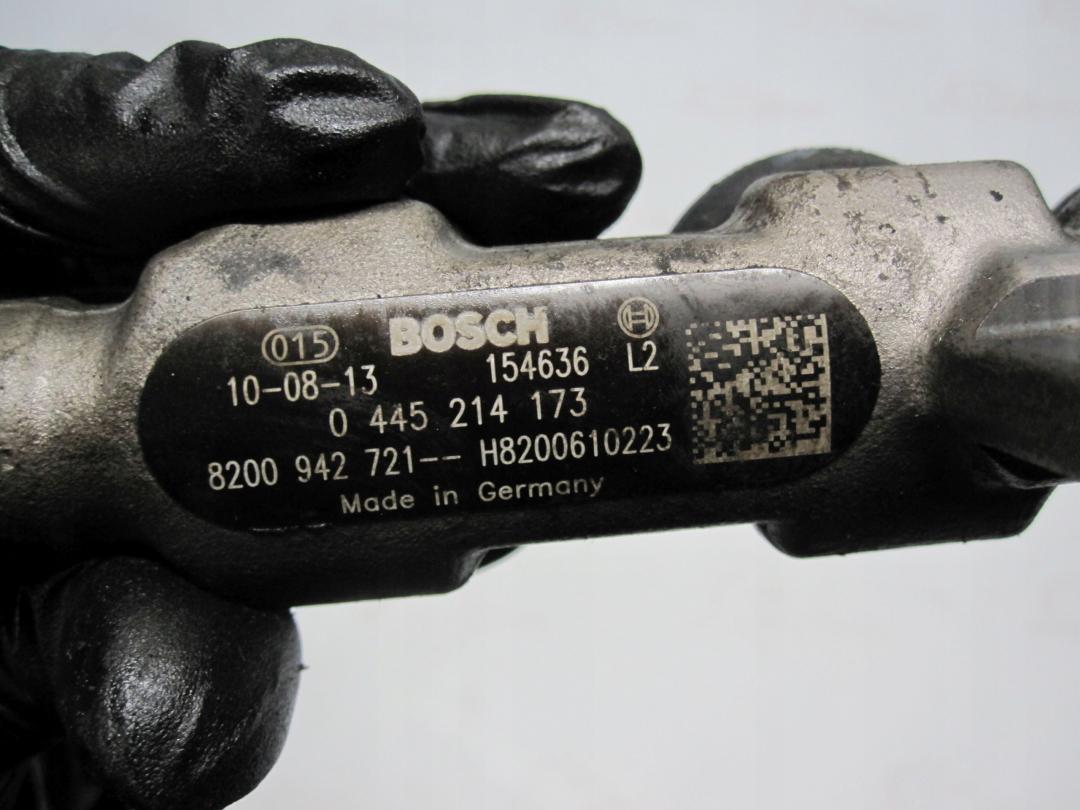 015 BOSCH
10-08-13 154636 L2
0 445 214 173
8200 942 721-- H8200610223
Made in Germany